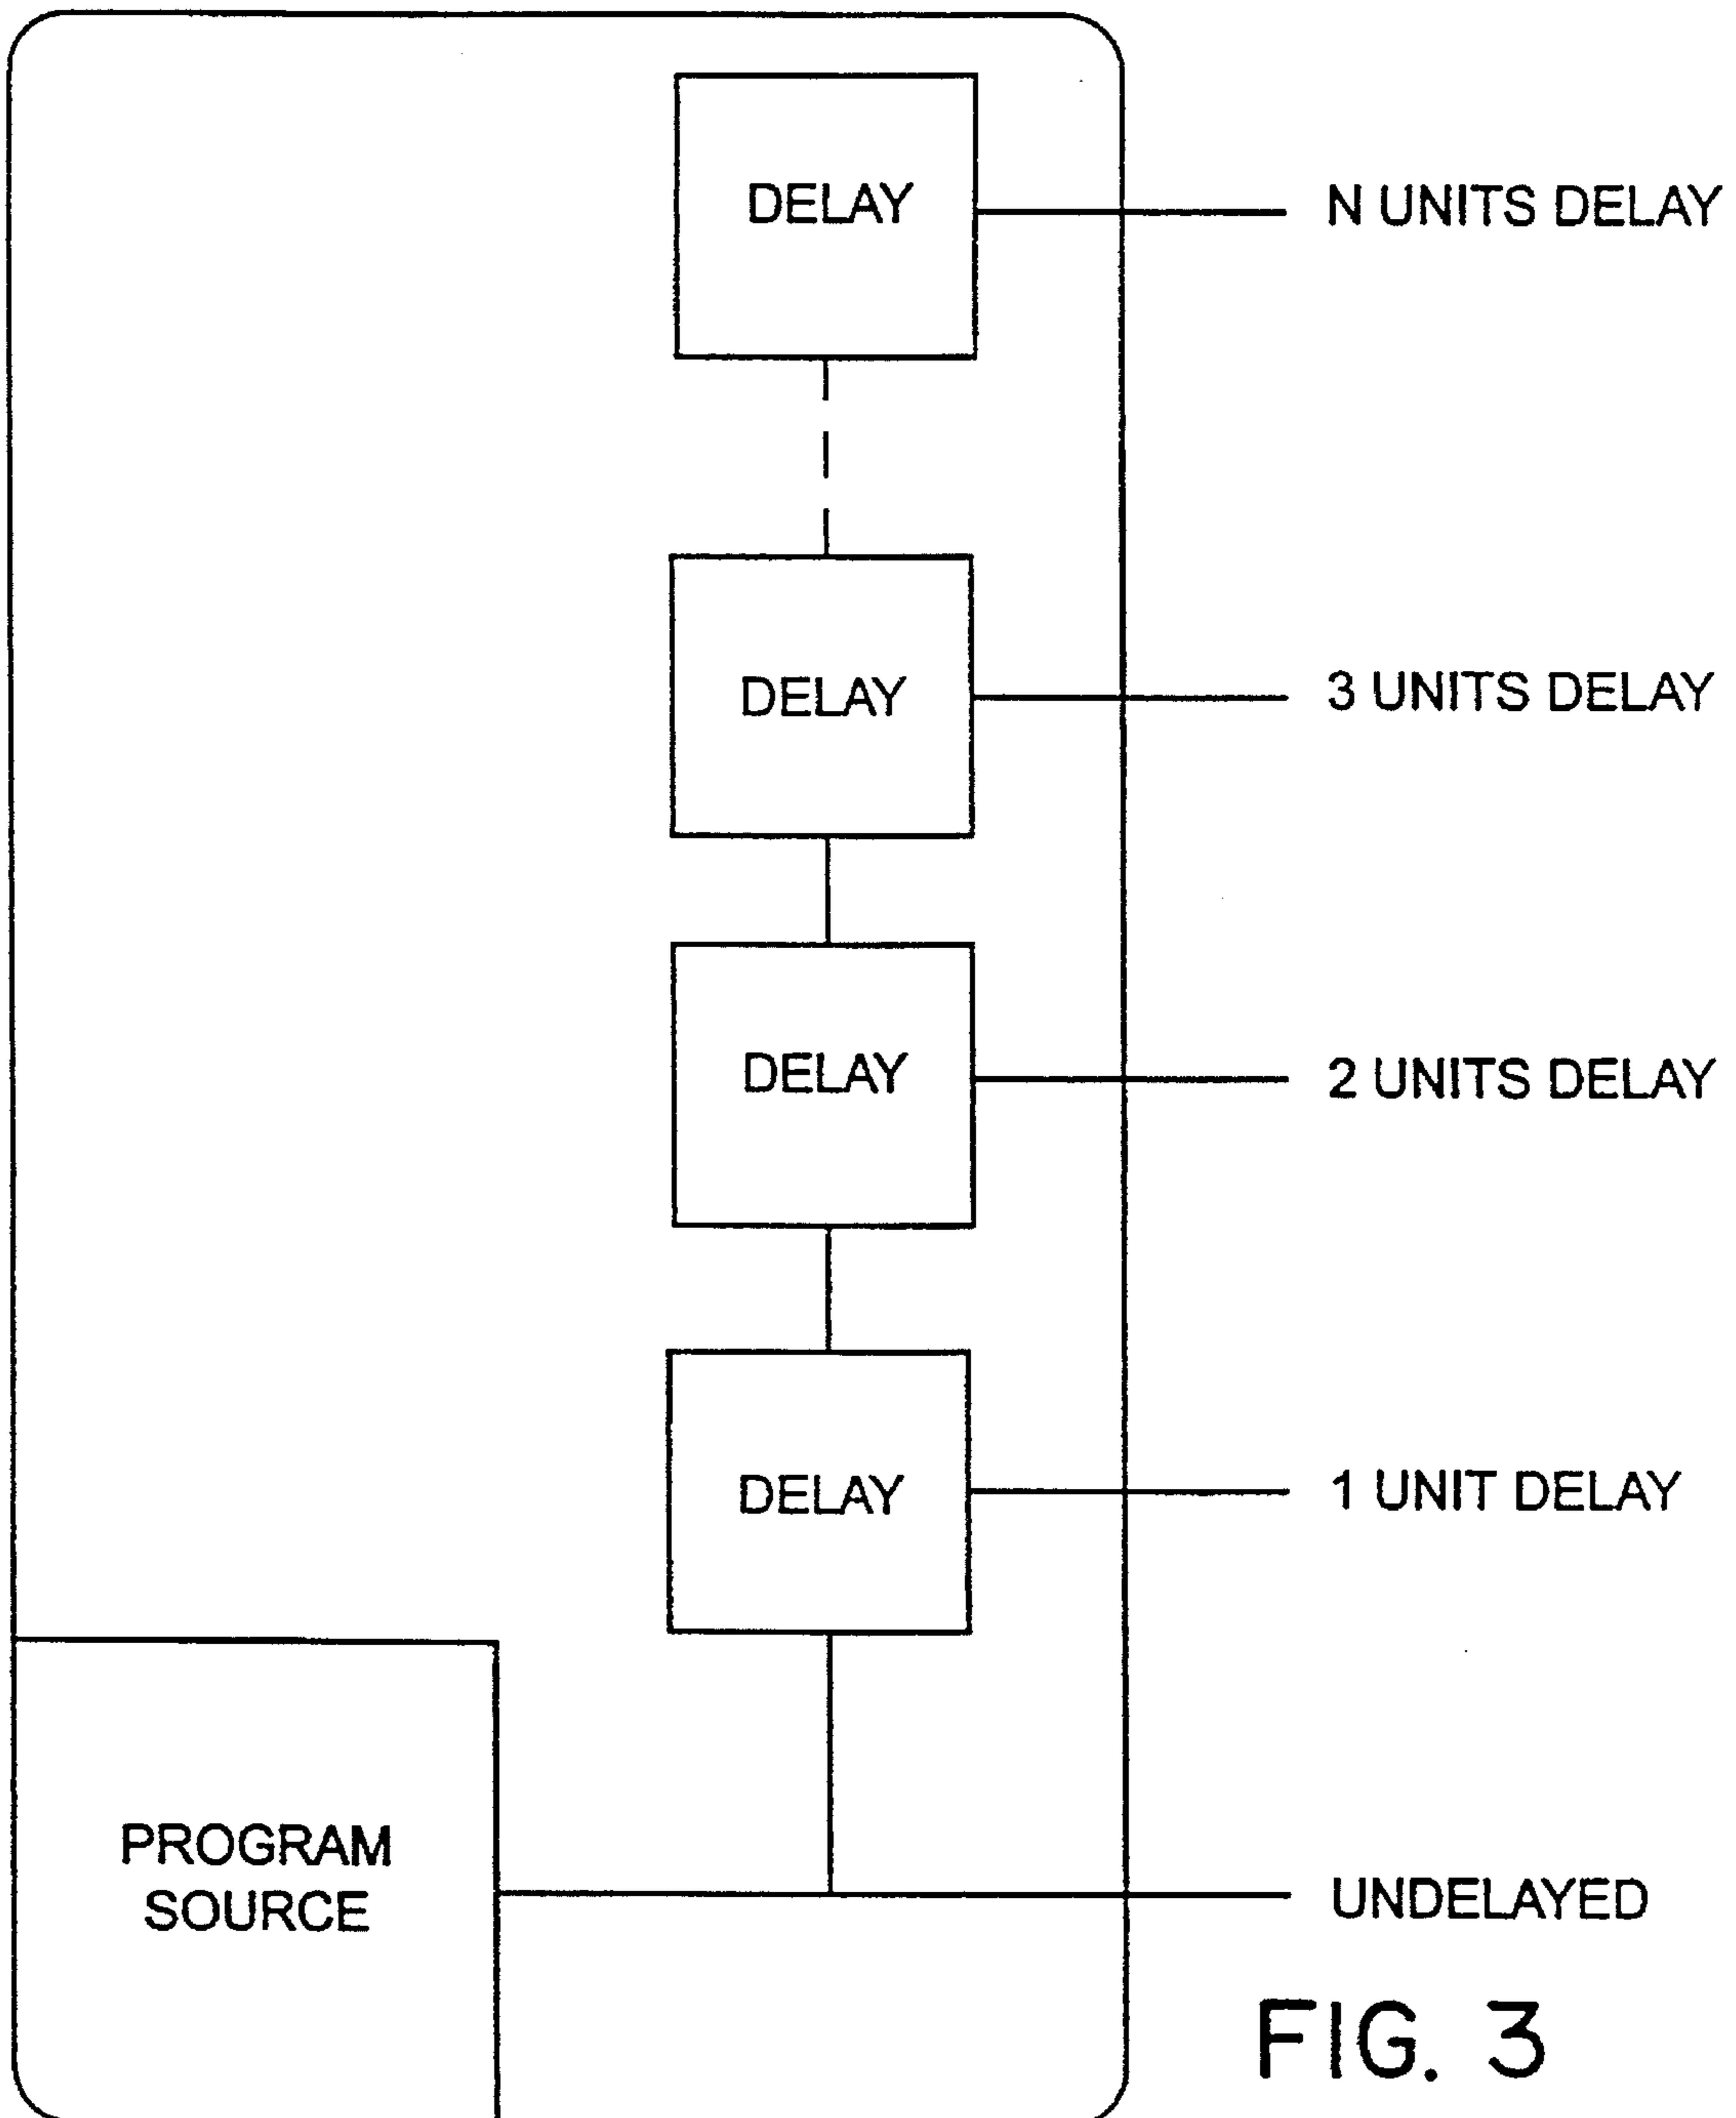 DELAY
N UNITS DELAY
DELAY
3 UNITS DELAY
DELAY
2 UNITS DELAY
DELAY
1 UNIT DELAY
PROGRAM
SOURCE
UNDELAYED
FIG. 3